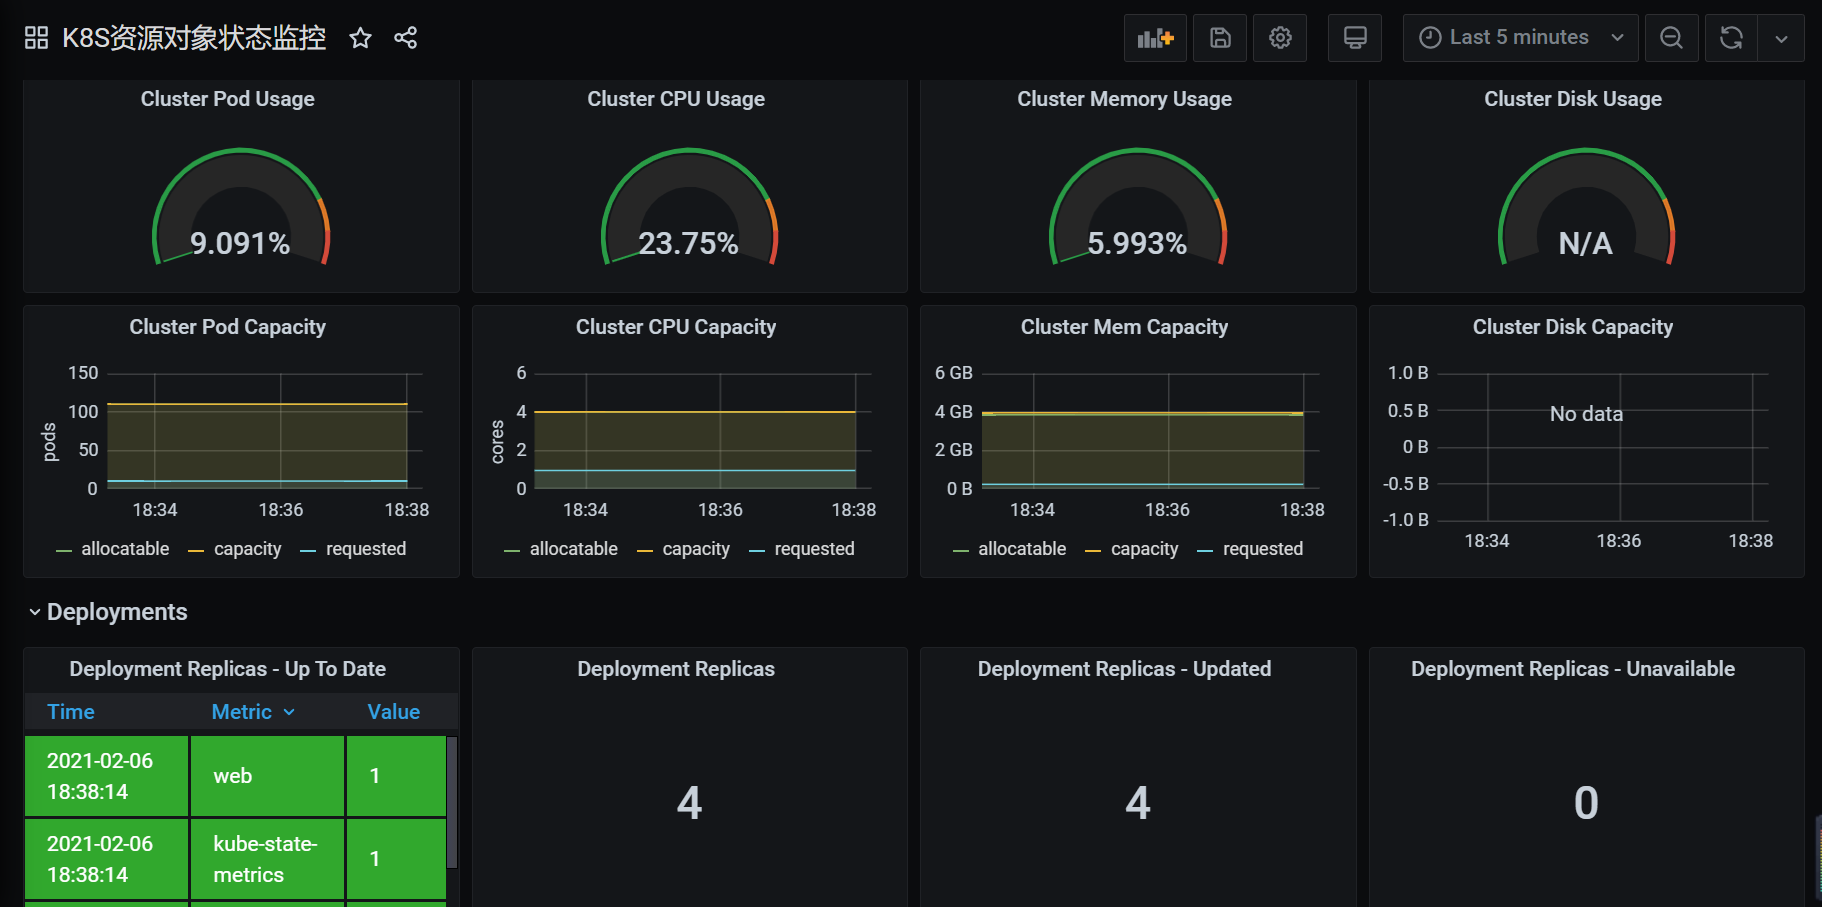 K8S资源对象状态监控
Last 5 minutes
Cluster Pod Usage
9.091%
Cluster CPU Usage
23.75%
Cluster Memory Usage
5.993%
Cluster Disk Usage
N/A
Cluster Pod Capacity
pods
150
100
50
0
18:34 18:36 18:38
allocatable capacity requested
Cluster CPU Capacity
cores
6
4
2
0
18:34 18:36 18:38
allocatable capacity requested
Cluster Mem Capacity
6 GB
4 GB
2 GB
0 B
18:34 18:36 18:38
allocatable capacity requested
Cluster Disk Capacity
1.0 B
0.5 B
0 B
-0.5 B
-1.0 B
No data
18:34 18:36 18:38
Deployments
Deployment Replicas - Up To Date
Time Metric Value
2021-02-06
18:38:14
web
1
2021-02-06
18:38:14
kube-state-
metrics
1
Deployment Replicas
4
Deployment Replicas - Updated
4
Deployment Replicas - Unavailable
0